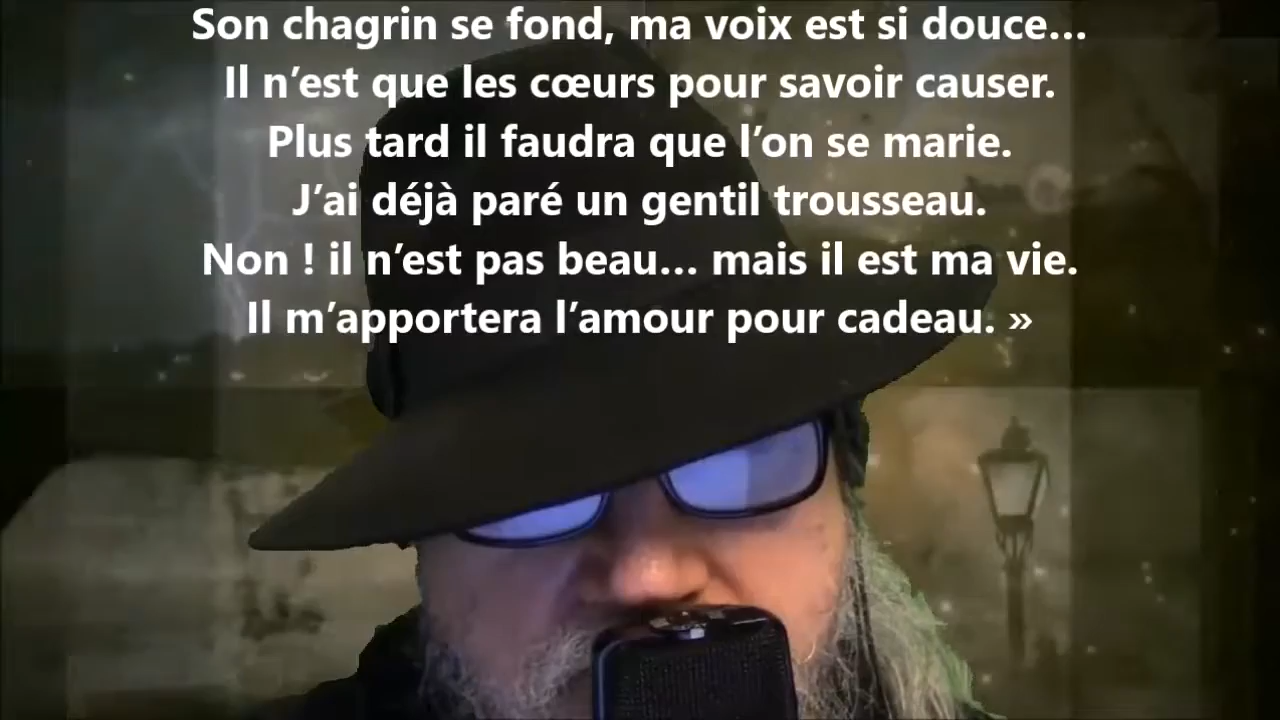 Son chagrin se fond, ma voix est si douce...
Il n’est que les cœurs pour savoir causer.
Plus tard il faudra que l’on se marie.
J’ai déjà paré un gentil trousseau.
Non ! il n’est pas beau... mais il est ma vie.
Il m’apportera l’amour pour cadeau. »